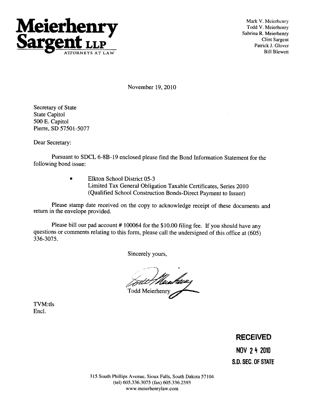 Meierhenry
Sargent LLP
ATTORNEYS AT LAW
Mark V. Meierhenry
Todd V. Meierhenry
Sabrina R. Meierhenry
Clint Sargent
Patrick J. Glover
Bill Blewett
November 19, 2010
Secretary of State
State Capitol
500 E. Capitol
Pierre, SD 57501-5077
Dear Secretary:
Pursuant to SDCL 6-8B-19 enclosed please find the Bond Information Statement for the
following bond issue:
• Elkton School District 05-3
Limited Tax General Obligation Taxable Certificates, Series 2010
(Qualified School Construction Bonds-Direct Payment to Issuer)
Please stamp date received on the copy to acknowledge receipt of these documents and
return in the envelope provided.
Please bill our pad account # 100064 for the $10.00 filing fee. If you should have any
questions or comments relating to this form, please call the undersigned of this office at (605)
336-3075.
Sincerely yours,
Todd Meierhenry
Todd Meierhenry
TVM:tls
Encl.
RECEIVED
NOV 24 2010
S.D. SEC. OF STATE
315 South Phillips Avenue, Sioux Falls, South Dakota 57104
(tel) 605.336.3075 (fax) 605.336.2593
www.meierhenrylaw.com